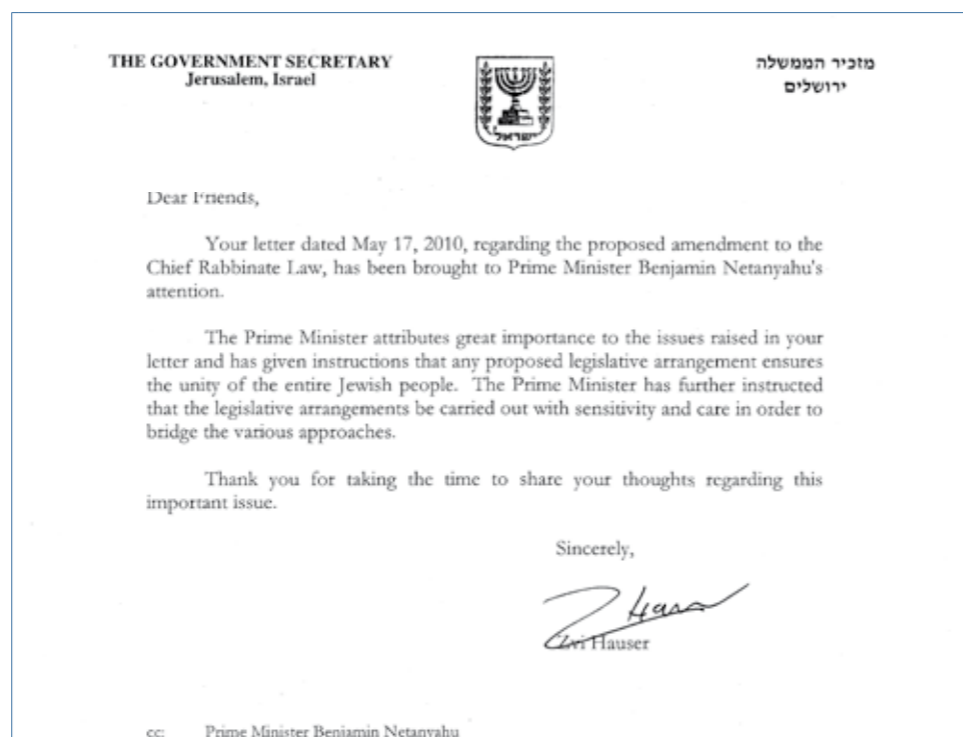 THE GOVERNMENT SECRETARY
Jerusalem, Israel
מזכיר הממשלה
ירושלים
ישראל
Dear Friends,
Your letter dated May 17, 2010, regarding the proposed amendment to the
Chief Rabbinate Law, has been brought to Prime Minister Benjamin Netanyahu's
attention.
The Prime Minister attributes great importance to the issues raised in your
letter and has given instructions that any proposed legislative arrangement ensures
the unity of the entire Jewish people. The Prime Minister has further instructed
that the legislative arrangements be carried out with sensitivity and care in order to
bridge the various approaches.
Thank you for taking the time to share your thoughts regarding this
important issue.
Sincerely,
Zvi Hauser
cc: Prime Minister Benjamin Netanyahu